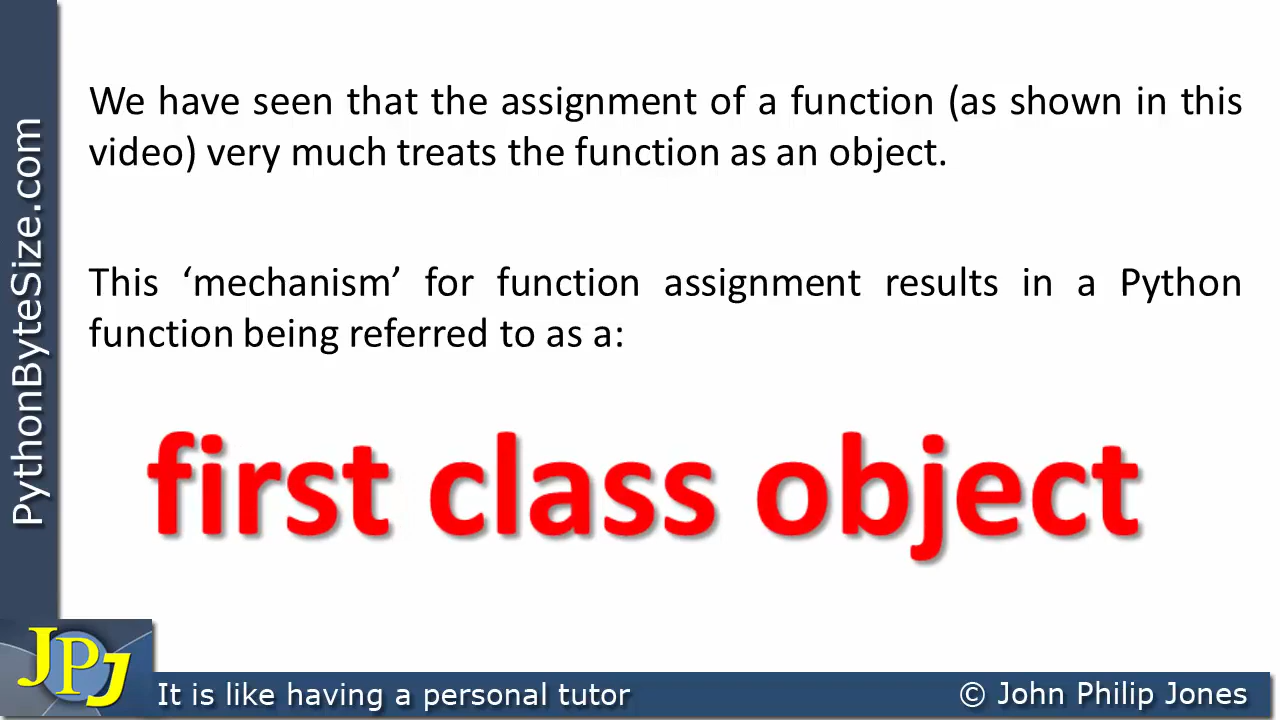 We have seen that the assignment of a function (as shown in this
video) very much treats the function as an object.
This ‘mechanism’ for function assignment results in a Python
function being referred to as a:
first class object
PythonByteSize.com
JPJ
It is like having a personal tutor
© John Philip Jones